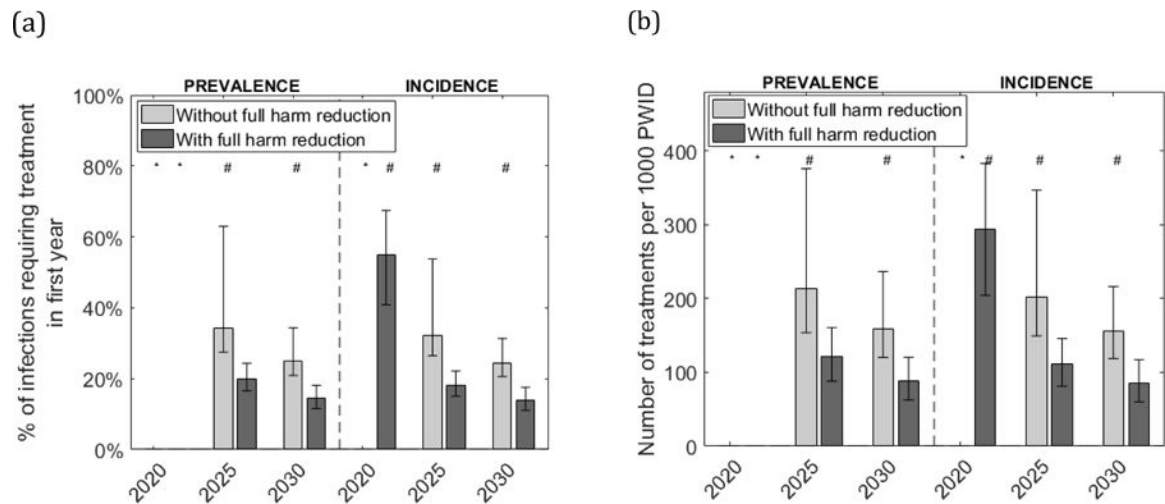 (a)
PREVALENCE INCIDENCE
100%
Without full harm reduction
With full harm reduction
80%
* * # # * # # #
60%
40%
20%
0%
% of infections requiring treatment
in first year
2020 2025 2030 2020 2025 2030
(b)
PREVALENCE INCIDENCE
Without full harm reduction
With full harm reduction
400
* * # # * # # #
300
200
100
0
Number of treatments per 1000 PWID
2020 2025 2030 2020 2025 2030